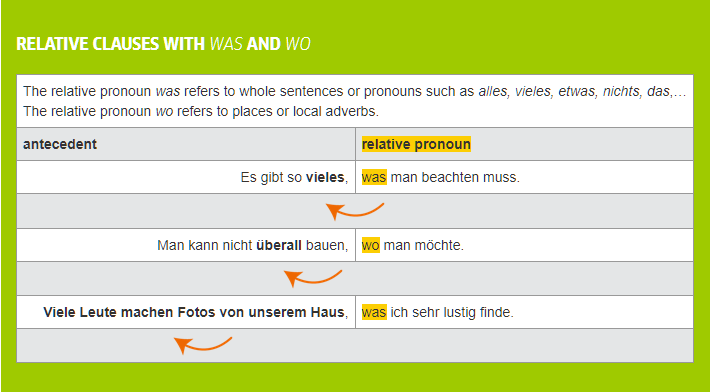 RELATIVE CLAUSES WITH WAS AND WO
The relative pronoun was refers to whole sentences or pronouns such as alles, vieles, etwas, nichts, das,…
The relative pronoun wo refers to places or local adverbs.
antecedent relative pronoun
Es gibt so vieles, was man beachten muss.
Man kann nicht überall bauen, wo man möchte.
Viele Leute machen Fotos von unserem Haus, was ich sehr lustig finde.